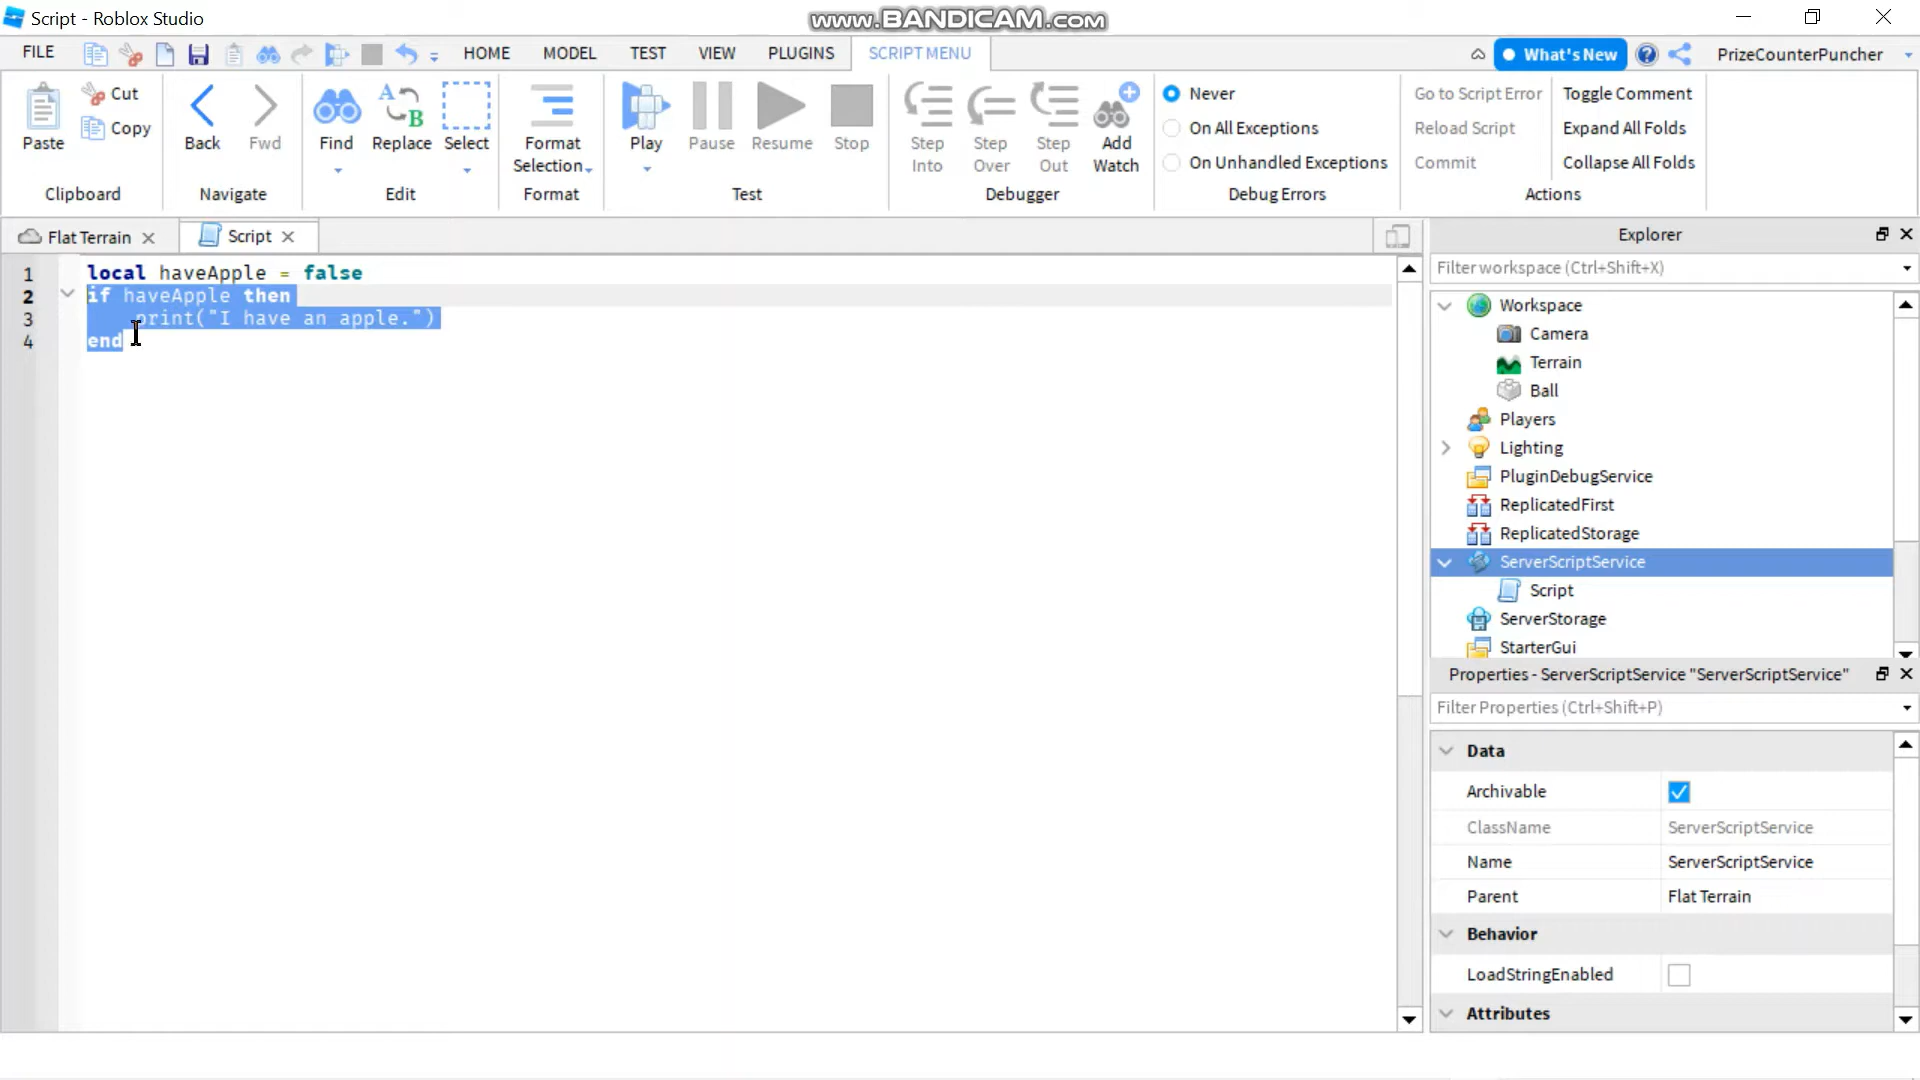 Script - Roblox Studio
www.BANDICAM.com
FILE
HOME
MODEL
TEST
VIEW
PLUGINS
SCRIPT MENU
What's New
PrizeCounterPuncher
Paste
Cut
Copy
Clipboard
Back
Fwd
Navigate
Find
Replace
Select
Edit
Format
Selection
Format
Play
Pause
Resume
Stop
Test
Step
Into
Step
Over
Step
Out
Add
Watch
Debugger
Never
On All Exceptions
On Unhandled Exceptions
Debug Errors
Go to Script Error
Reload Script
Commit
Toggle Comment
Expand All Folds
Collapse All Folds
Actions
Flat Terrain
Script
1 local haveApple = false
2 if haveApple then
3 print("I have an apple.")
4 end
Explorer
Filter workspace (Ctrl+Shift+X)
Workspace
Camera
Terrain
Ball
Players
Lighting
PluginDebugService
ReplicatedFirst
ReplicatedStorage
ServerScriptService
Script
ServerStorage
StarterGui
Properties - ServerScriptService "ServerScriptService"
Filter Properties (Ctrl+Shift+P)
Data
Archivable
ClassName ServerScriptService
Name ServerScriptService
Parent Flat Terrain
Behavior
LoadStringEnabled
Attributes